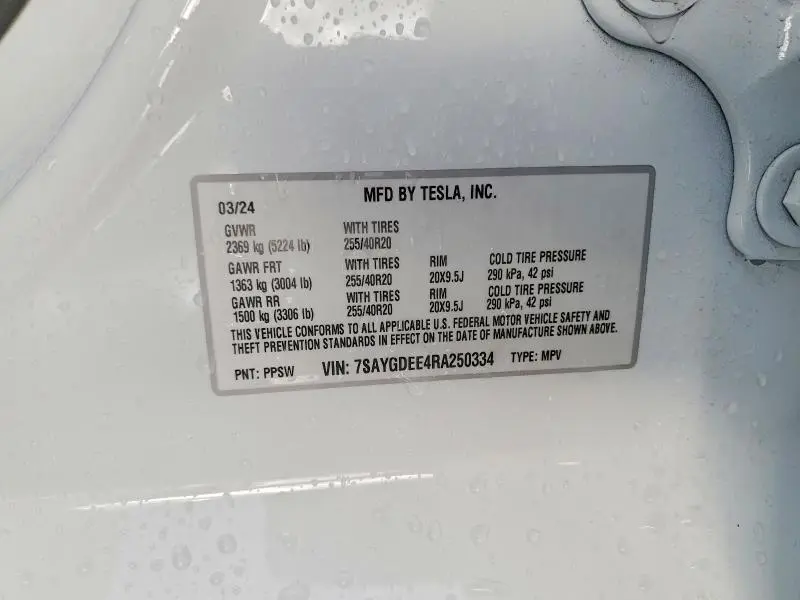 MFD BY TESLA, INC.
03/24
GVWR WITH TIRES
2369 kg (5224 lb) 255/40R20
GAWR FRT WITH TIRES RIM COLD TIRE PRESSURE
1363 kg (3004 lb) 255/40R20 20X9.5J 290 kPa, 42 psi
GAWR RR WITH TIRES RIM COLD TIRE PRESSURE
1500 kg (3306 lb) 255/40R20 20X9.5J 290 kPa, 42 psi
THIS VEHICLE CONFORMS TO ALL APPLICABLE U.S. FEDERAL MOTOR VEHICLE SAFETY AND
THEFT PREVENTION STANDARDS IN EFFECT ON THE DATE OF MANUFACTURE SHOWN ABOVE.
PNT: PPSW VIN: 7SAYGDEE4RA250334 TYPE: MPV